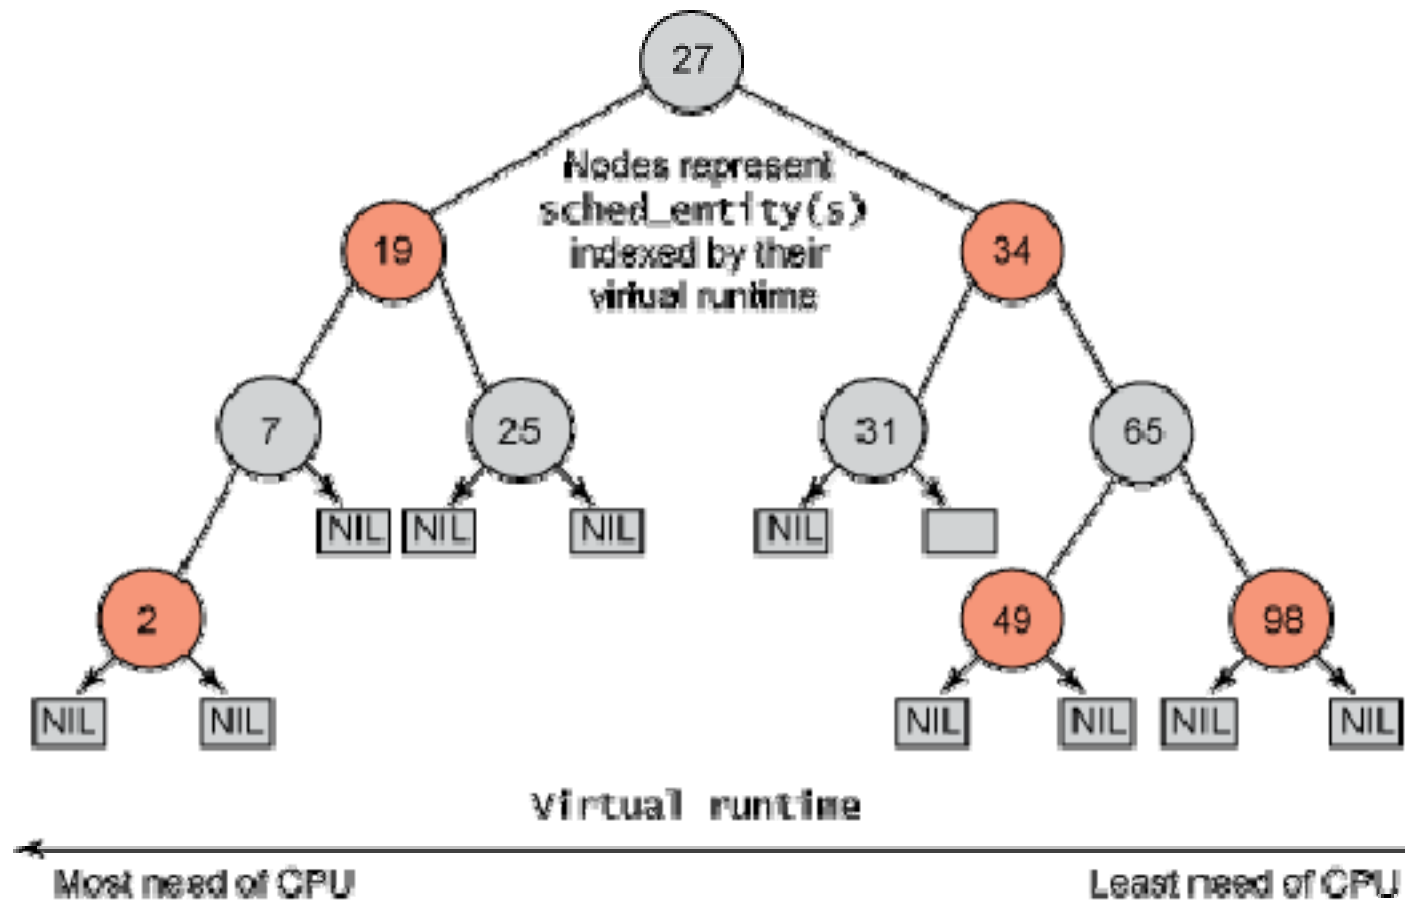 27
Nodes represent
sched_entity(s)
indexed by their
virtual runtime
19
34
7
25
31
65
NIL
NIL
NIL
NIL
2
49
98
NIL
NIL
NIL
NIL
NIL
NIL
Virtual runtime
Most need of CPU
Least need of CPU